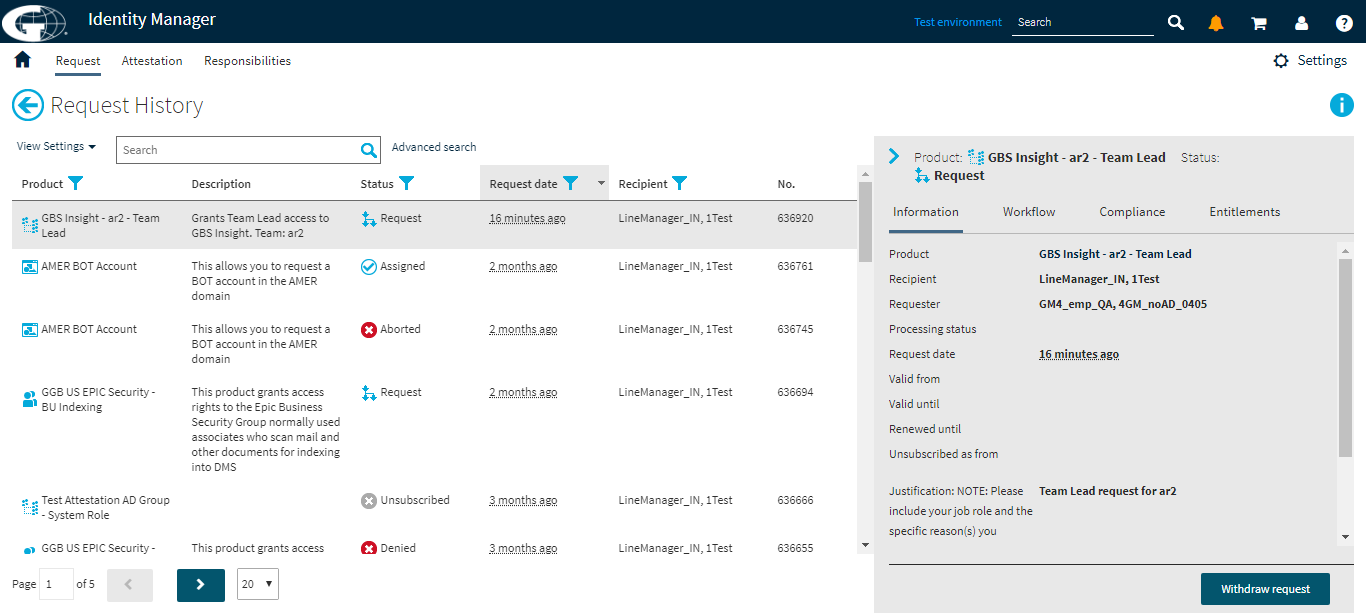 Identity Manager
Test environment
Search
Request
Attestation
Responsibilities
Settings
Request History
View Settings
Search
Advanced search
Product
Description
Status
Request date
Recipient
No.
GBS Insight - ar2 - Team
Lead
Grants Team Lead access to
GBS Insight. Team: ar2
Request
16 minutes ago
LineManager_IN, 1Test
636920
AMER BOT Account
This allows you to request a
BOT account in the AMER
domain
Assigned
2 months ago
LineManager_IN, 1Test
636761
AMER BOT Account
This allows you to request a
BOT account in the AMER
domain
Aborted
2 months ago
LineManager_IN, 1Test
636745
GGB US EPIC Security -
BU Indexing
This product grants access
rights to the Epic Business
Security Group normally used
associates who scan mail and
other documents for indexing
into DMS
Request
2 months ago
LineManager_IN, 1Test
636694
Test Attestation AD Group
- System Role
Unsubscribed
3 months ago
LineManager_IN, 1Test
636666
GGB US EPIC Security -
This product grants access
Denied
3 months ago
LineManager_IN, 1Test
636655
Page 1 of 5
20
Product: GBS Insight - ar2 - Team Lead Status:
Request
Information
Workflow
Compliance
Entitlements
Product GBS Insight - ar2 - Team Lead
Recipient LineManager_IN, 1Test
Requester GM4_emp_QA, 4GM_noAD_0405
Processing status
Request date 16 minutes ago
Valid from
Valid until
Renewed until
Unsubscribed as from
Justification: NOTE: Please Team Lead request for ar2
include your job role and the
specific reason(s) you
Withdraw request